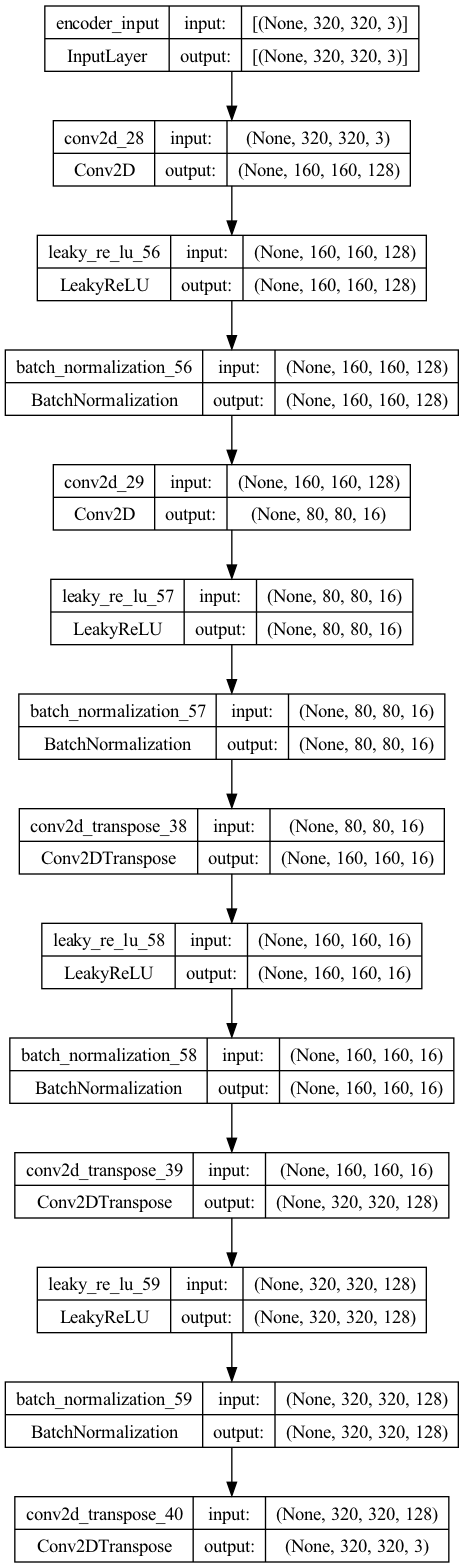 encoder_input input: [(None, 320, 320, 3)]
InputLayer output: [(None, 320, 320, 3)]
conv2d_28 input: (None, 320, 320, 3)
Conv2D output: (None, 160, 160, 128)
leaky_re_lu_56 input: (None, 160, 160, 128)
LeakyReLU output: (None, 160, 160, 128)
batch_normalization_56 input: (None, 160, 160, 128)
BatchNormalization output: (None, 160, 160, 128)
conv2d_29 input: (None, 160, 160, 128)
Conv2D output: (None, 80, 80, 16)
leaky_re_lu_57 input: (None, 80, 80, 16)
LeakyReLU output: (None, 80, 80, 16)
batch_normalization_57 input: (None, 80, 80, 16)
BatchNormalization output: (None, 80, 80, 16)
conv2d_transpose_38 input: (None, 80, 80, 16)
Conv2DTranspose output: (None, 160, 160, 16)
leaky_re_lu_58 input: (None, 160, 160, 16)
LeakyReLU output: (None, 160, 160, 16)
batch_normalization_58 input: (None, 160, 160, 16)
BatchNormalization output: (None, 160, 160, 16)
conv2d_transpose_39 input: (None, 160, 160, 16)
Conv2DTranspose output: (None, 320, 320, 128)
leaky_re_lu_59 input: (None, 320, 320, 128)
LeakyReLU output: (None, 320, 320, 128)
batch_normalization_59 input: (None, 320, 320, 128)
BatchNormalization output: (None, 320, 320, 128)
conv2d_transpose_40 input: (None, 320, 320, 128)
Conv2DTranspose output: (None, 320, 320, 3)